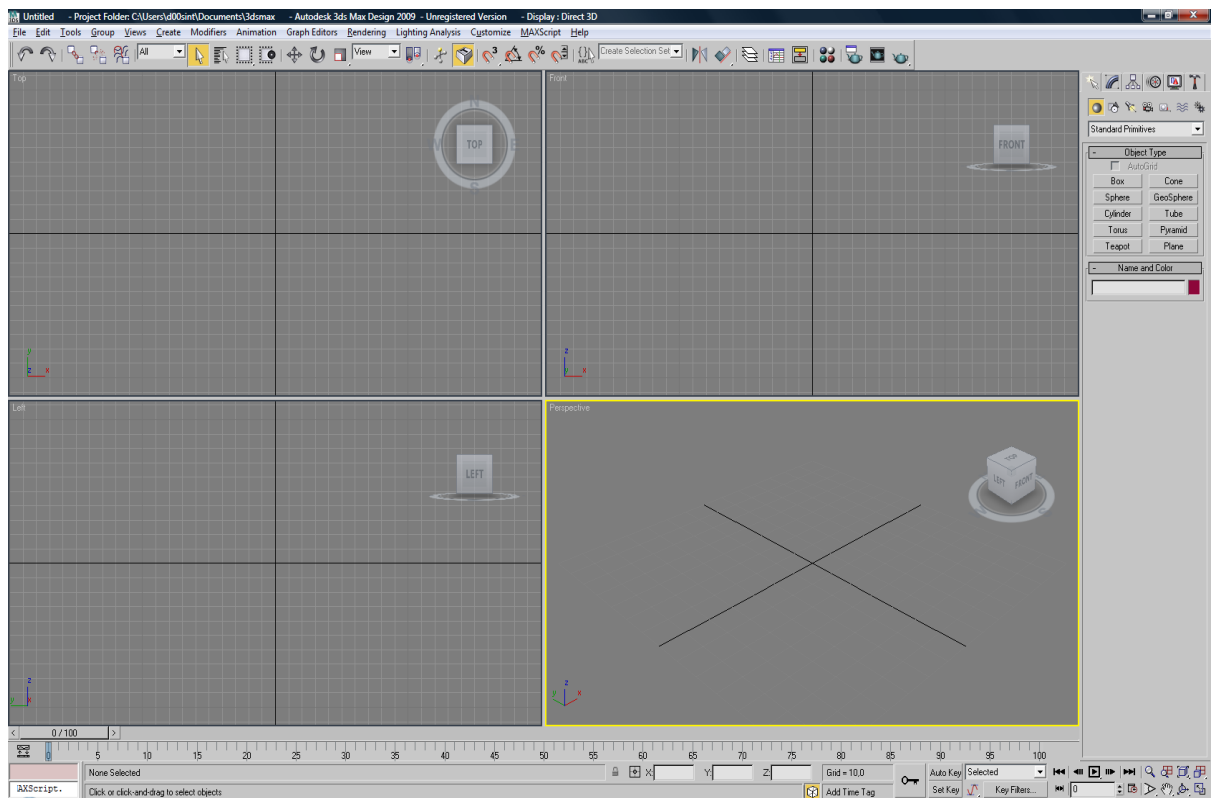 Untitled - Project Folder: C:\Users\d00sint\Documents\3dsmax - Autodesk 3ds Max Design 2009 - Unregistered Version - Display : Direct 3D
File Edit Tools Group Views Create Modifiers Animation Graph Editors Rendering Lighting Analysis Customize MAXScript Help
All View Create Selection Set
Top
N
TOP
E
S
y
z x
Front
FRONT
z
x
Standard Primitives
- Object Type
AutoGrid
Box Cone
Sphere GeoSphere
Cylinder Tube
Torus Pyramid
Teapot Plane
- Name and Color
Left
LEFT
z
y
Perspective
TOP
LEFT FRONT
S
z
y x
< 0 / 100 >
0 5 10 15 20 25 30 35 40 45 50 55 60 65 70 75 80 85 90 95 100
None Selected X: Y: Z: Grid = 10,0 Auto Key Selected
AXScript. Click or click-and-drag to select objects Add Time Tag Set Key Key Filters... 0